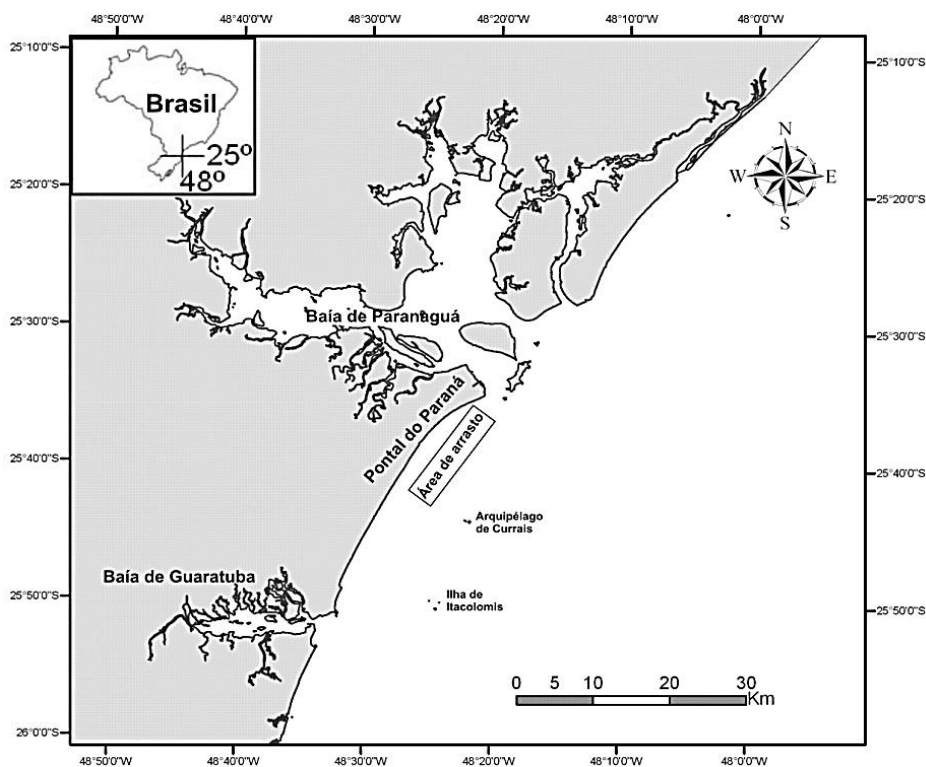 48°50'0"W 48°40'0"W 48°30'0"W 48°20'0"W 48°10'0"W 48°0'0"W
25°10'0"S
25°10'0"S
Brasil
25º
48º
N
W E
S
25°20'0"S
25°20'0"S
Baía de Paranaguá
25°30'0"S
25°30'0"S
Pontal do Paraná
Área de arrasto
25°40'0"S
25°40'0"S
Arquipélago
de Currais
Baía de Guaratuba
Ilha de
Itacolomis
25°50'0"S
25°50'0"S
0 5 10 20 30
Km
26°0'0"S
48°50'0"W 48°40'0"W 48°30'0"W 48°20'0"W 48°10'0"W 48°0'0"W